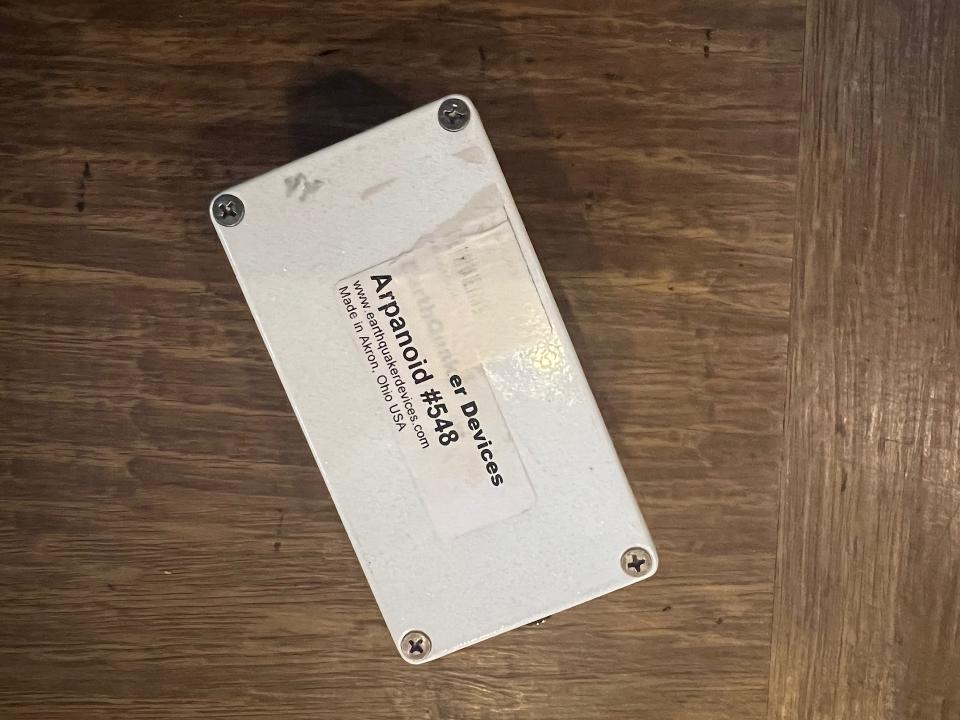 er Devices
Arpanoid #548
www.earthquakerdevices.com
Made in Akron, Ohio USA